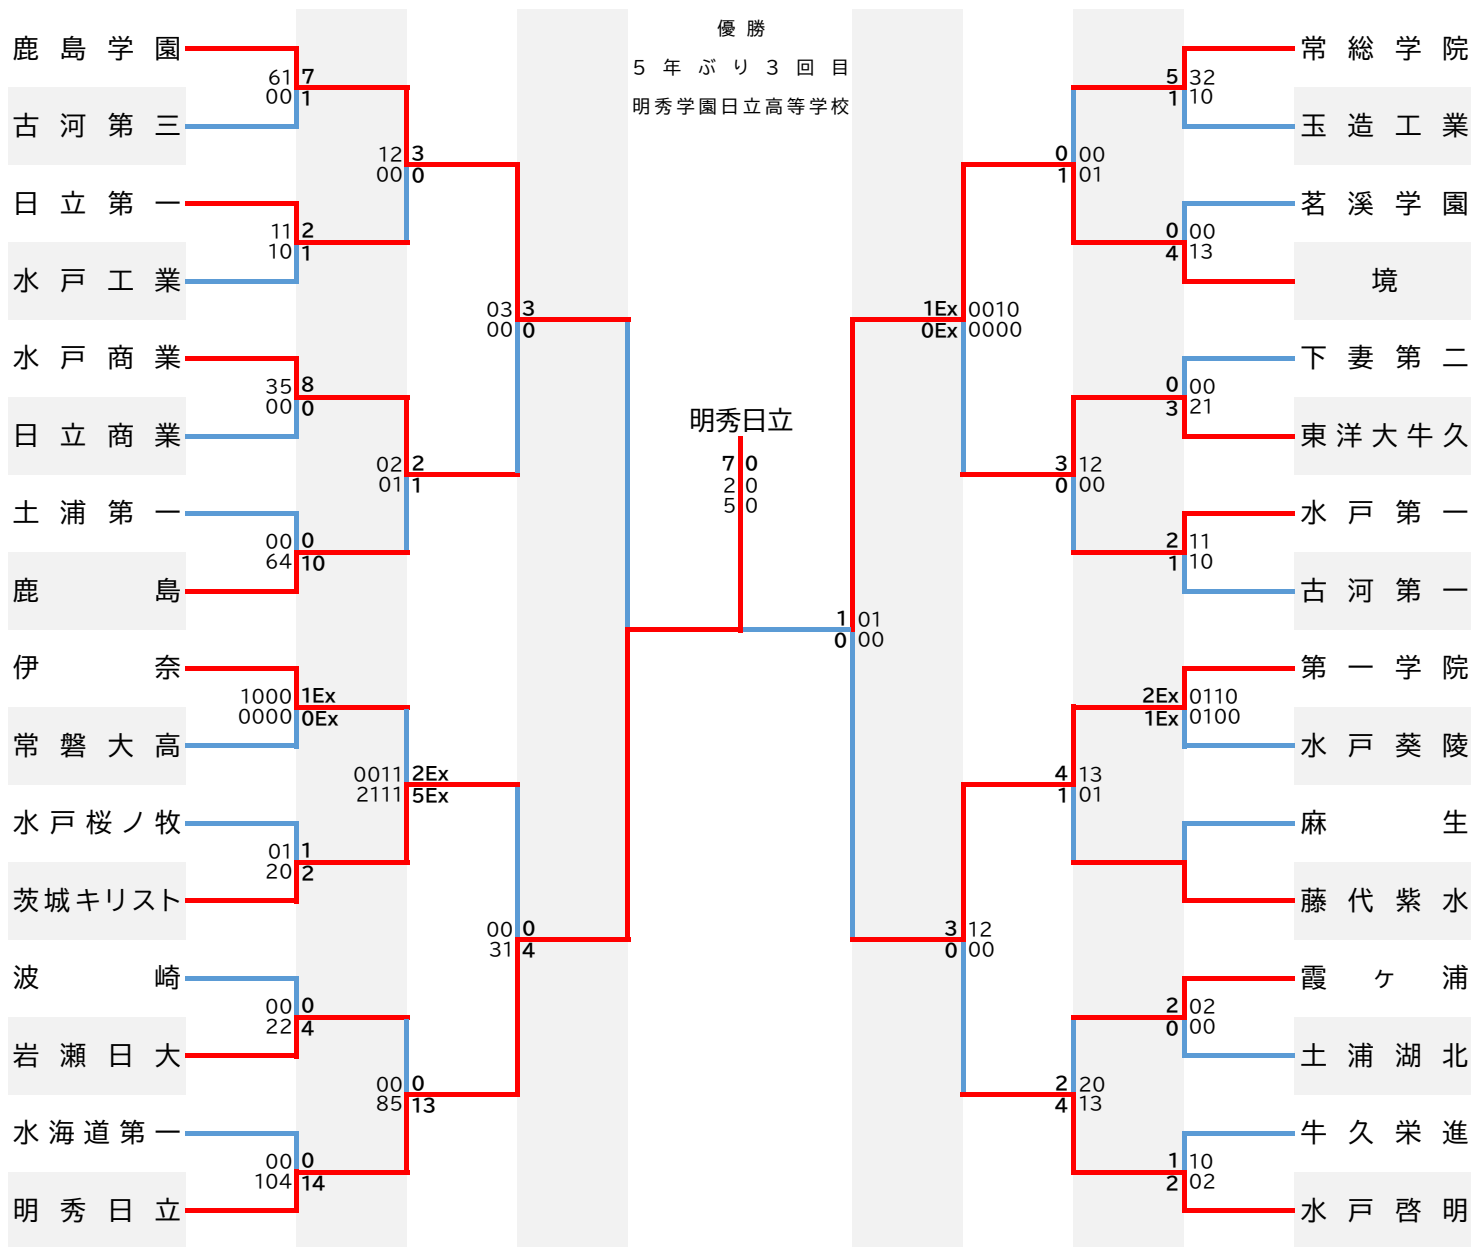 優勝
5年ぶり3回目
明秀学園日立高等学校
鹿島学園
61 7
00 1
古河第三
12 3
00 0
日立第一
11 2
10 1
水戸工業
03 3
00 0
水戸商業
35 8
00 0
日立商業
02 2
01 1
土浦第一
00 0
64 10
鹿島
伊奈
1000 1Ex
0000 0Ex
常磐大高
0011 2Ex
2111 5Ex
水戸桜ノ牧
01 1
20 2
茨城キリスト
00 0
31 4
波崎
00 0
22 4
岩瀬日大
00 0
85 13
水海道第一
00 0
104 14
明秀日立
明秀日立
7 0
2 0
5 0
常総学院
5 32
1 10
玉造工業
0 00
1 01
茗溪学園
0 00
4 13
境
1Ex 0010
0Ex 0000
下妻第二
0 00
3 21
東洋大牛久
3 12
0 00
水戸第一
2 11
1 10
古河第一
1 01
0 00
第一学院
2Ex 0110
1Ex 0100
水戸葵陵
4 13
1 01
麻生
藤代紫水
3 12
0 00
霞ヶ浦
2 02
0 00
土浦湖北
2 20
4 13
牛久栄進
1 10
2 02
水戸啓明